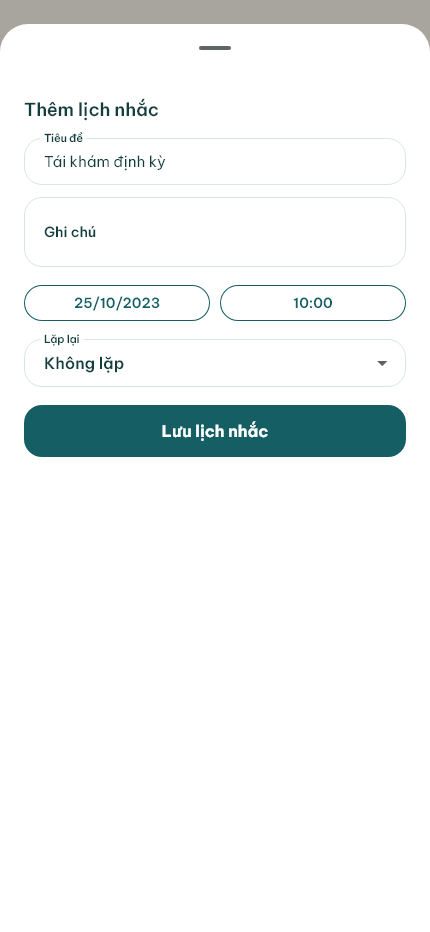 Thêm lịch nhắc
Tiêu đề
Tái khám định kỳ
Ghi chú
25/10/2023
10:00
Lặp lại
Không lặp
Lưu lịch nhắc